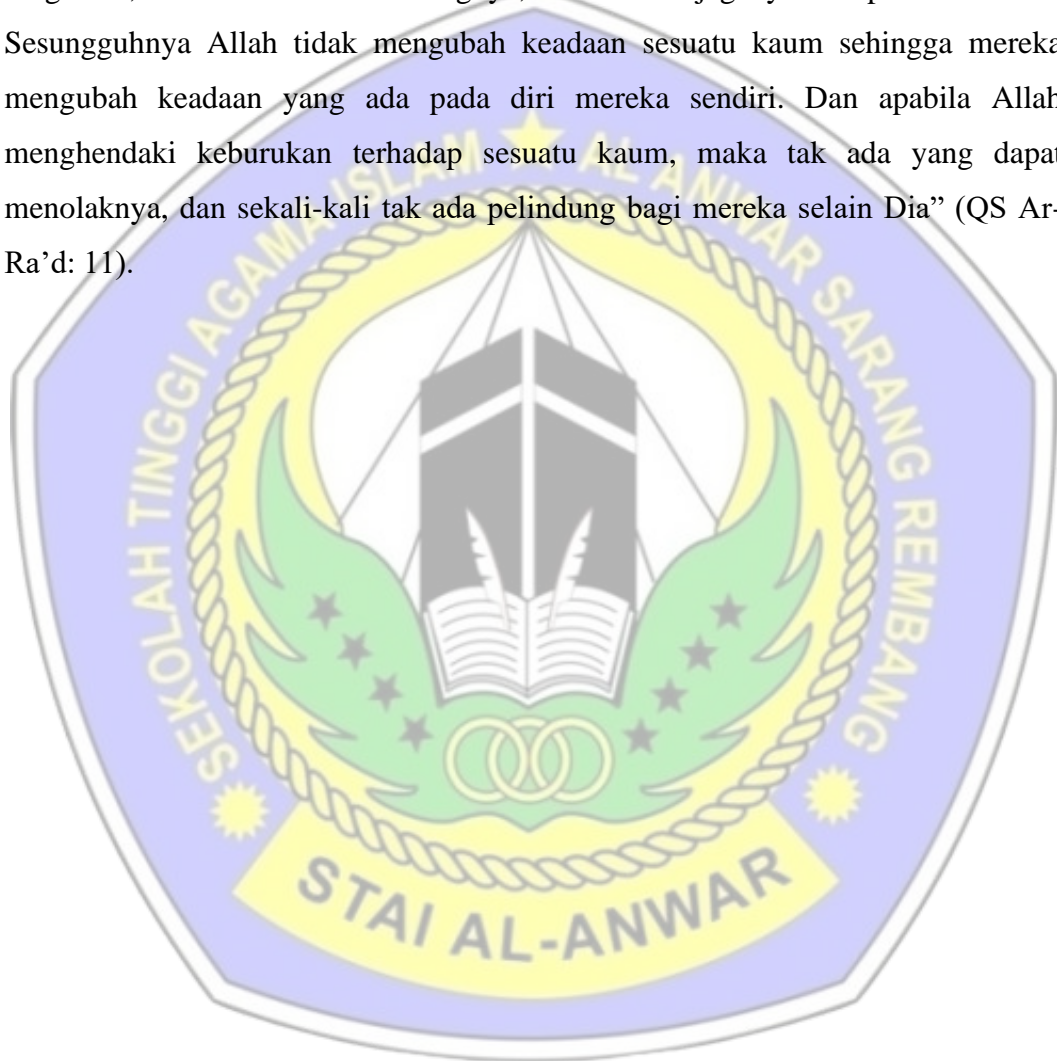 Sesungguhnya Allah tidak mengubah keadaan sesuatu kaum sehingga mereka
mengubah keadaan yang ada pada diri mereka sendiri. Dan apabila Allah
menghendaki keburukan terhadap sesuatu kaum, maka tak ada yang dapat
menolaknya, dan sekali-kali tak ada pelindung bagi mereka selain Dia” (QS Ar-
Ra’d: 11).
SEKOLAH TINGGI AGAMA ISLAM AL ANWAR SARANG REMBANG
STAI AL-ANWAR